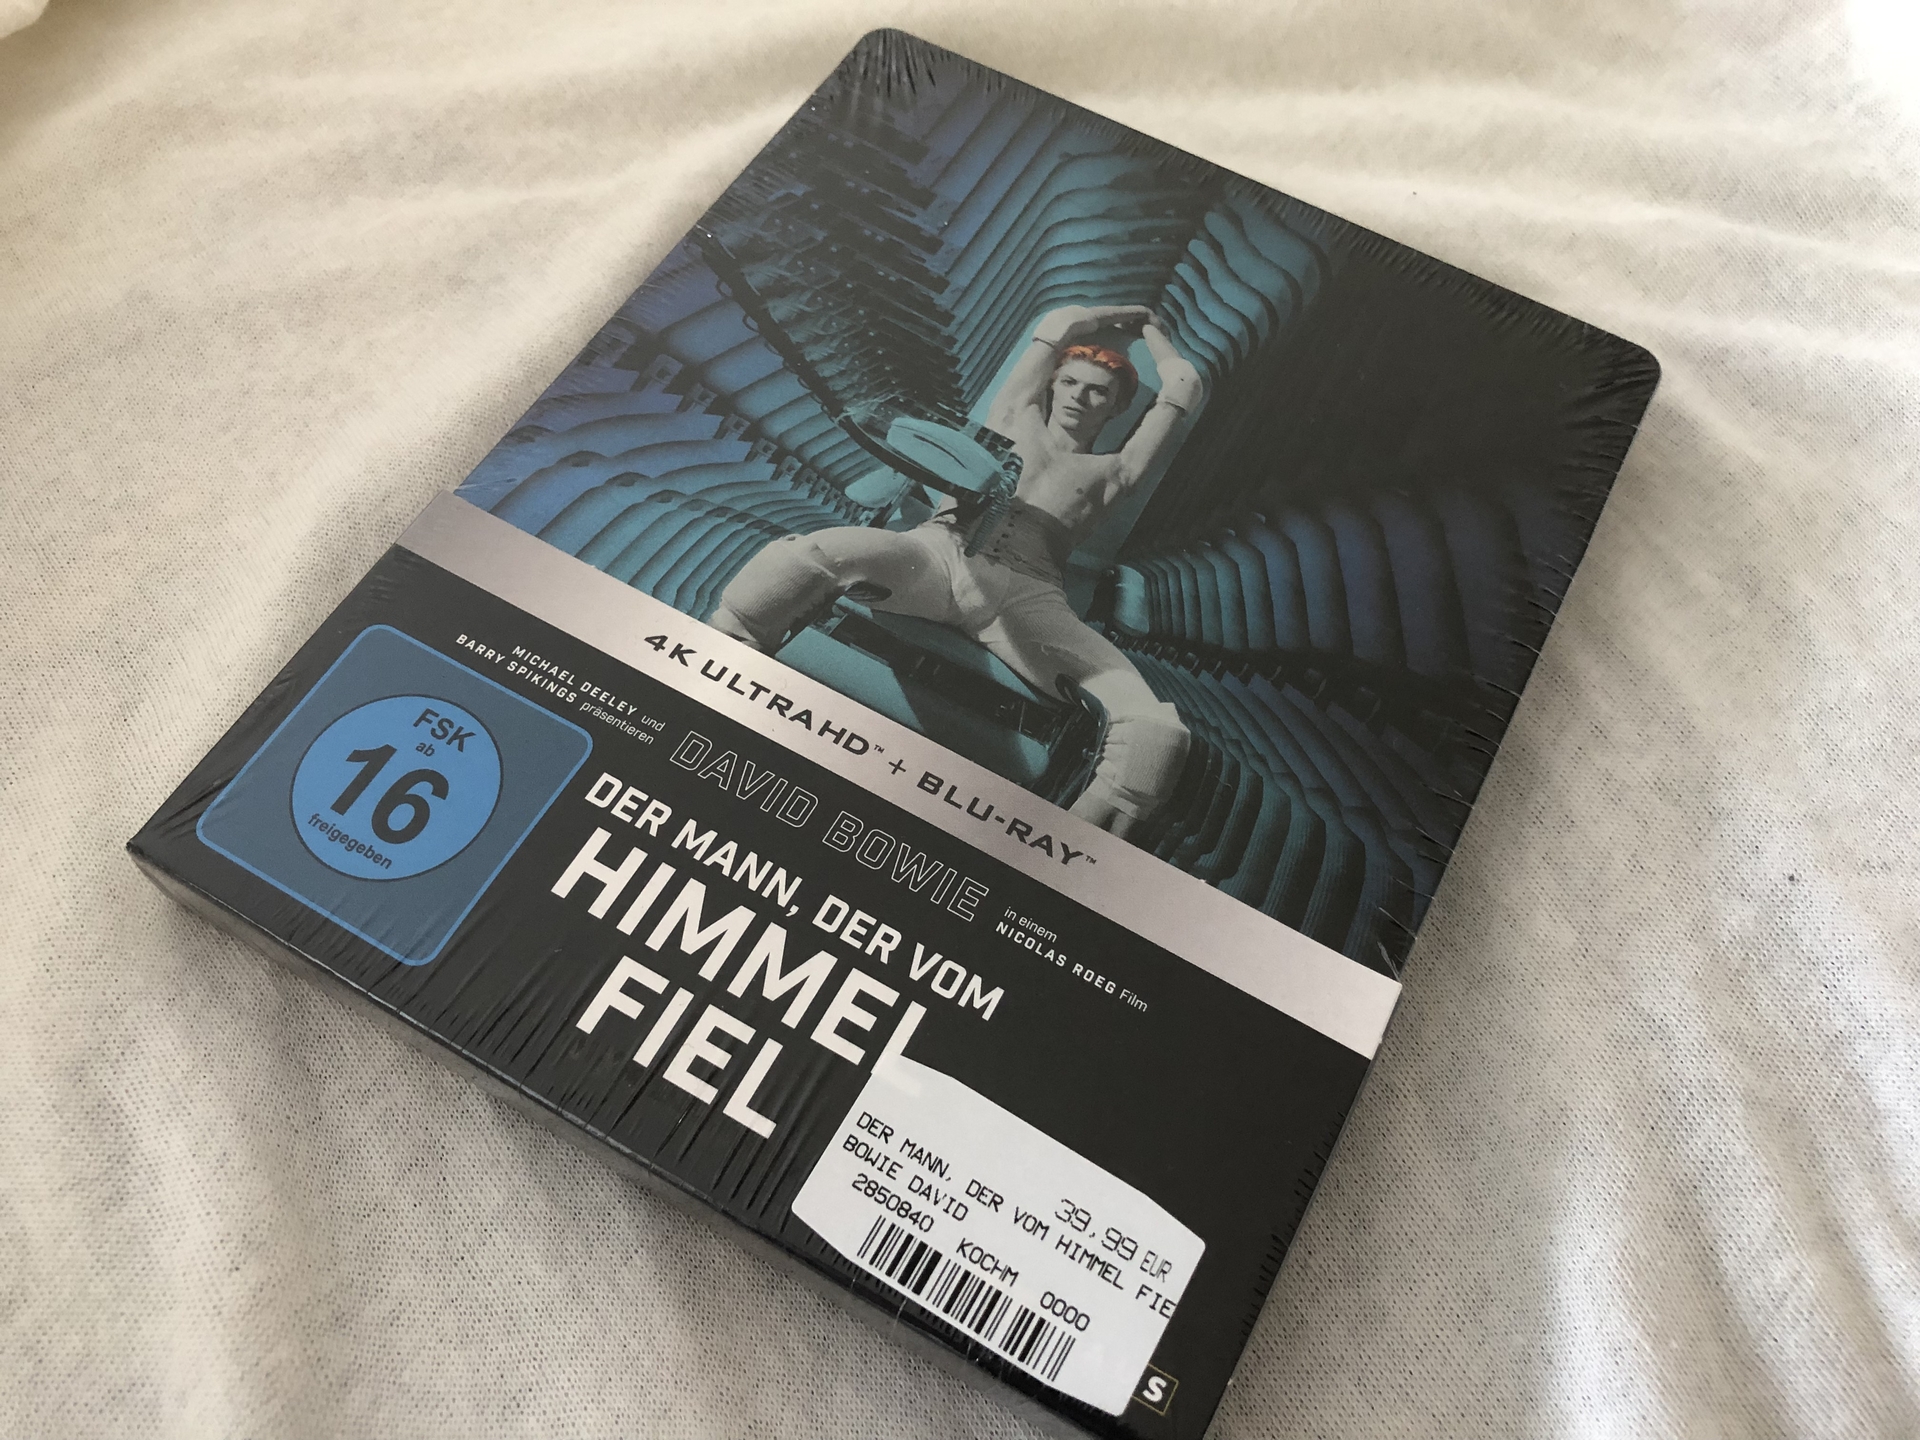 4K ULTRAHD™ + BLU-RAY™
MICHAEL DEELEY und
BARRY SPIKINGS präsentieren
DAVID BOWIE
in einem
NICOLAS ROEG Film
DER MANN, DER VOM
HIMMEL
FIEL
FSK
ab
16
freigegeben
39,99 EUR
DER MANN, DER VOM HIMMEL FIE
BOWIE DAVID
2850840 KOCHM 0000
S